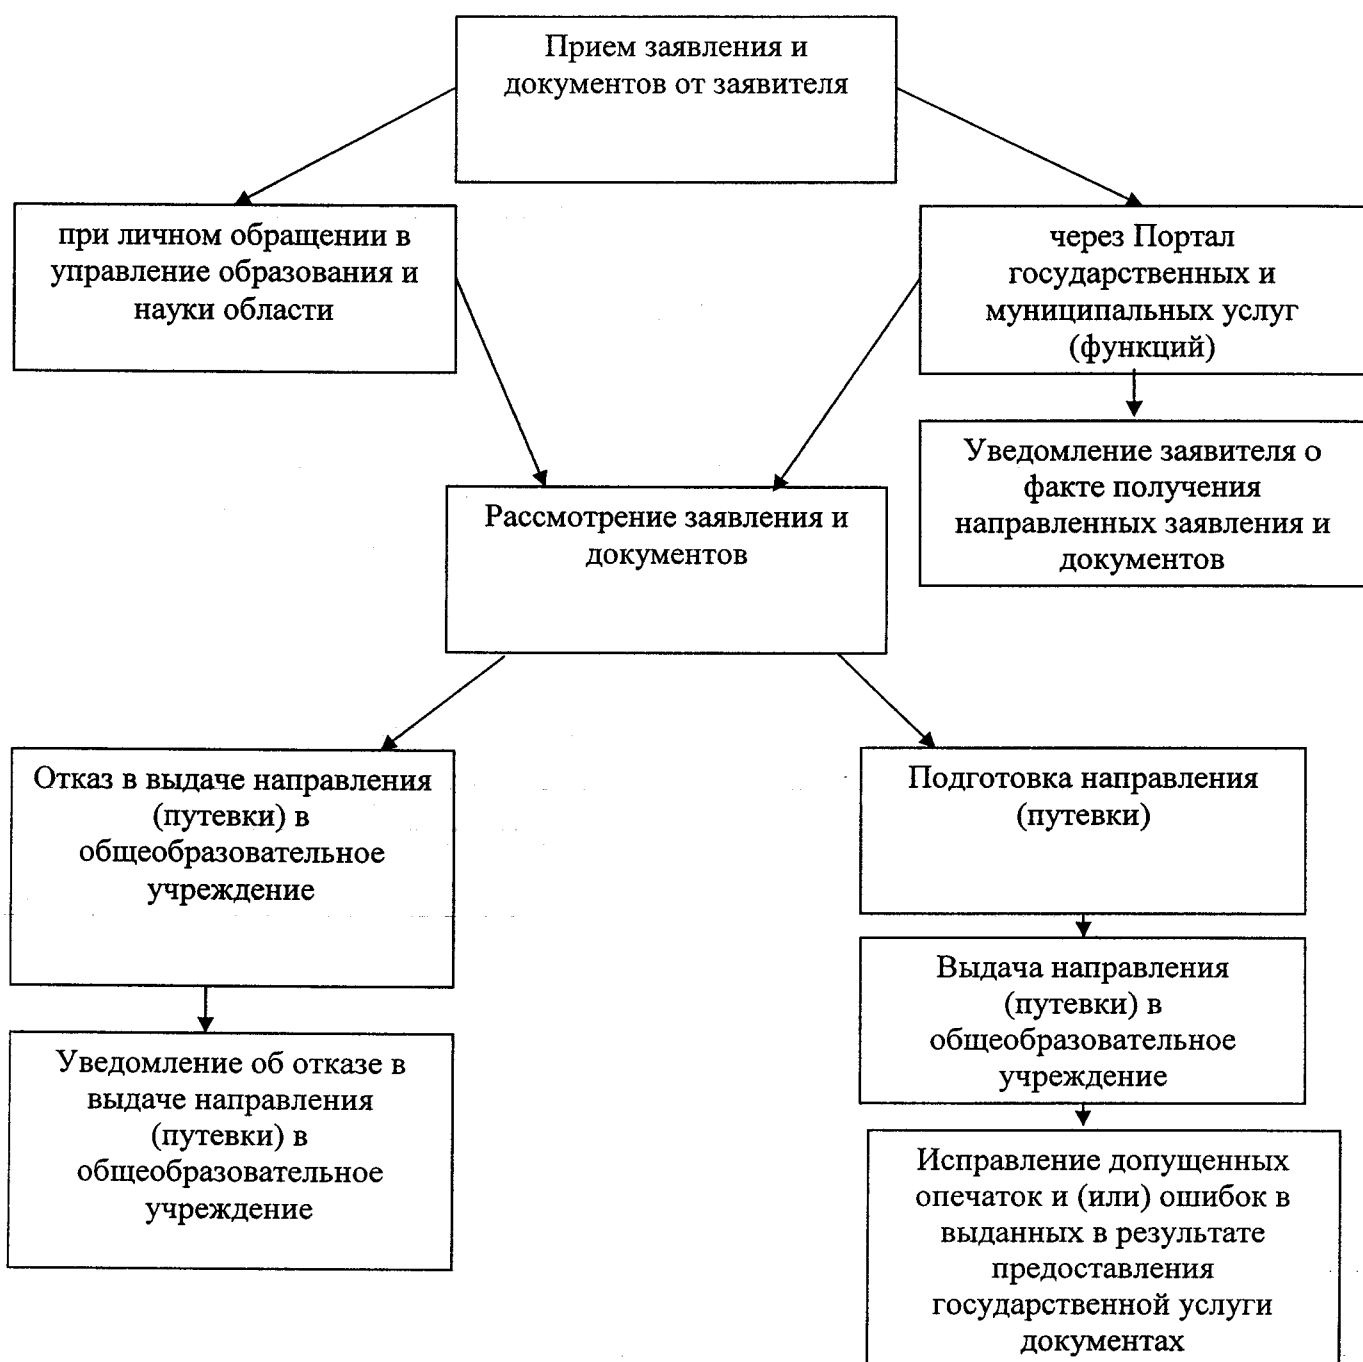 Прием заявления и
документов от заявителя
при личном обращении в
управление образования и
науки области
через Портал
государственных и
муниципальных услуг
(функций)
Уведомление заявителя о
факте получения
направленных заявления и
документов
Рассмотрение заявления и
документов
Отказ в выдаче направления
(путевки) в
общеобразовательное
учреждение
Подготовка направления
(путевки)
Выдача направления
(путевки) в
общеобразовательное
учреждение
Уведомление об отказе в
выдаче направления
(путевки) в
общеобразовательное
учреждение
Исправление допущенных
опечаток и (или) ошибок в
выданных в результате
предоставления
государственной услуги
документах